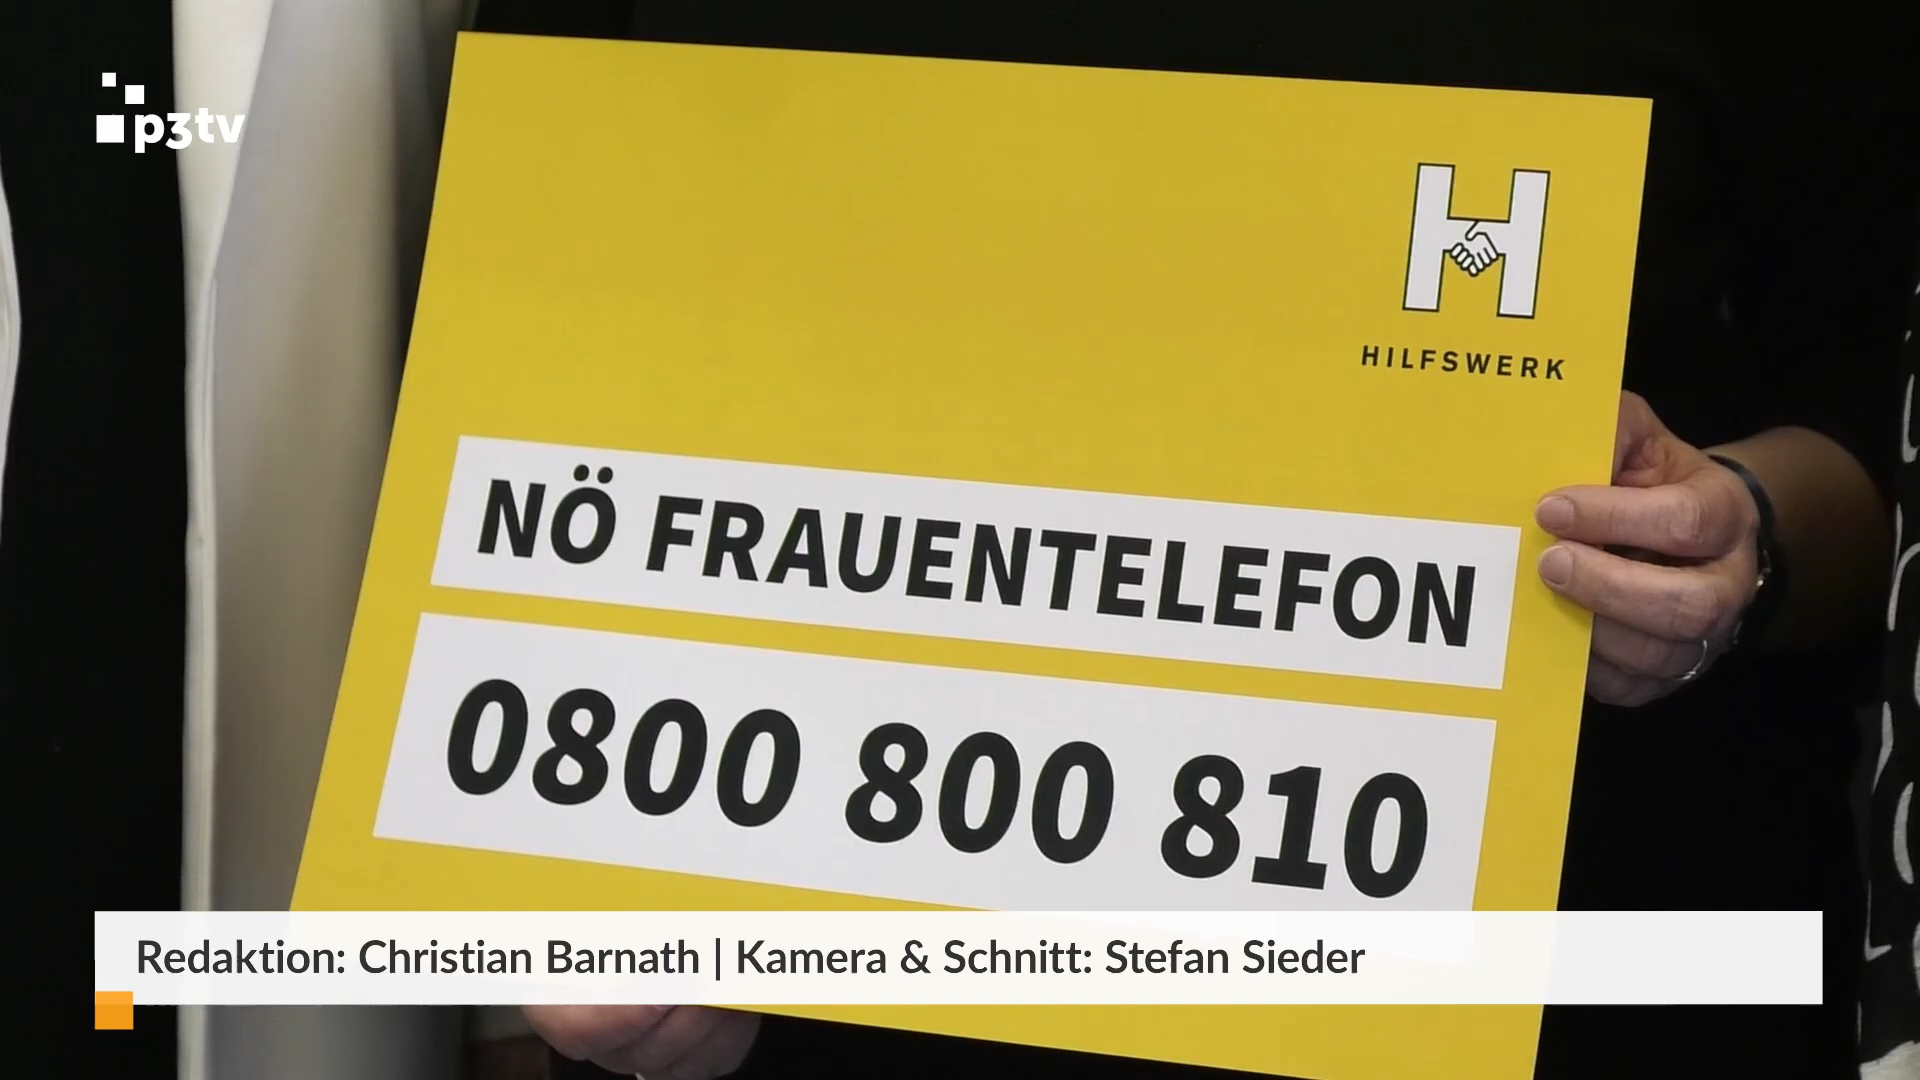 p3tv
HILFSWERK
NÖ FRAUENTELEFON
0800 800 810
Redaktion: Christian Barnath | Kamera & Schnitt: Stefan Sieder